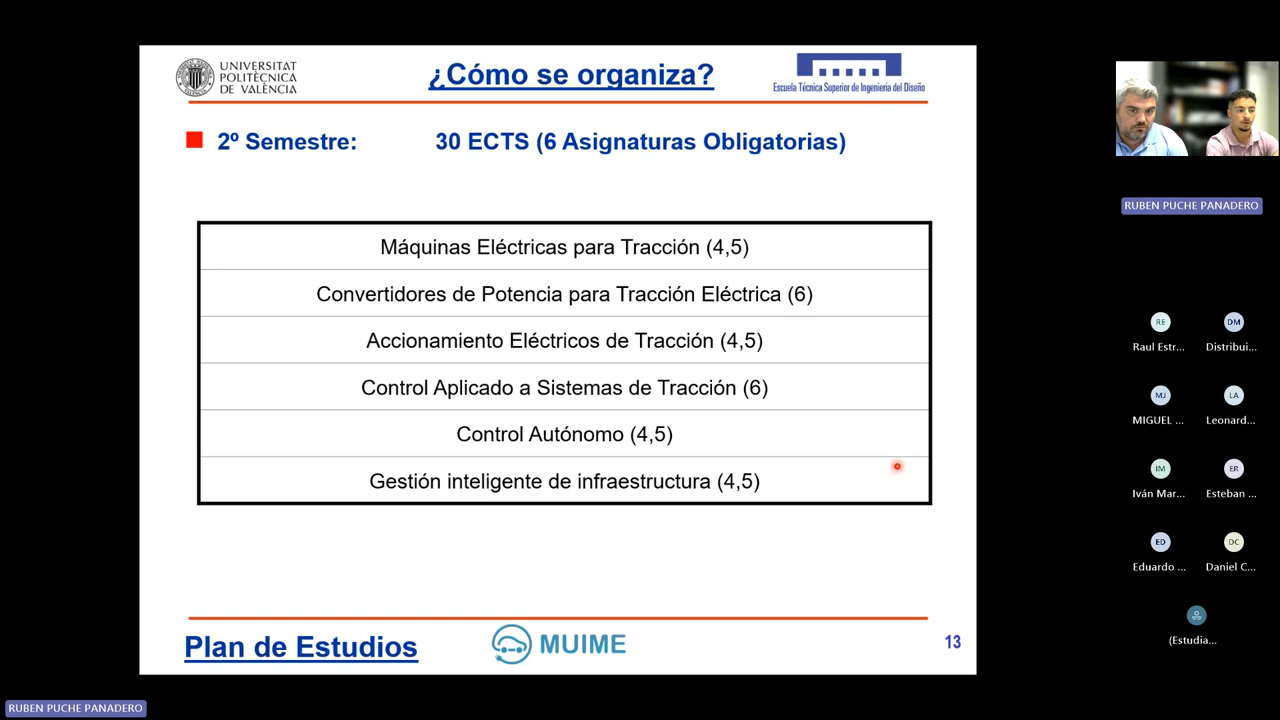 UNIVERSITAT
POLITÈCNICA
DE VALÈNCIA
¿Cómo se organiza?
Escuela Técnica Superior de Ingeniería del Diseño
2º Semestre: 30 ECTS (6 Asignaturas Obligatorias)
Máquinas Eléctricas para Tracción (4,5)
Convertidores de Potencia para Tracción Eléctrica (6)
Accionamiento Eléctricos de Tracción (4,5)
Control Aplicado a Sistemas de Tracción (6)
Control Autónomo (4,5)
Gestión inteligente de infraestructura (4,5)
Plan de Estudios
MUIME
13
RUBEN PUCHE PANADERO
RE
Raul Estr...
DM
Distribui...
MJ
MIGUEL ...
LA
Leonard...
IM
Iván Mar...
ER
Esteban ...
ED
Eduardo ...
DC
Daniel C...
(Estudia...
RUBEN PUCHE PANADERO